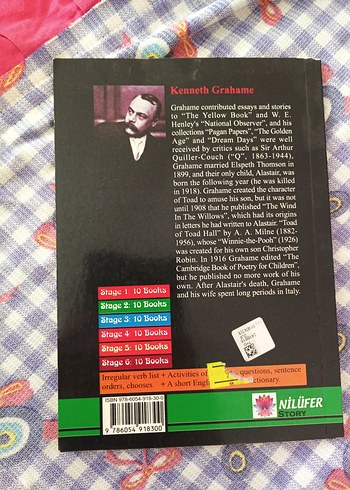 Kenneth Grahame
Grahame contributed essays and stories
to "The Yellow Book" and W. E.
Henley's "National Observer", and his
collections "Pagan Papers", "The Golden
Age" and "Dream Days" were well
received by critics such as Sir Arthur
Quiller-Couch ("Q", 1863-1944),
Grahame married Elspeth Thomson in
1899, and their only child, Alastair, was
born the following year (he was killed
in 1918). Grahame created the character
of Toad to amuse his son, but it was not
until 1908 that he published "The Wind
In The Willows", which had its origins
in letters he had written to Alastair. "Toad
of Toad Hall" by A. A. Milne (1882-
1956), whose "Winnie-the-Pooh" (1926)
was created for his own son Christopher
Robin. In 1916 Grahame edited "The
Cambridge Book of Poetry for Children",
but he published no more work of his
own. After Alastair's death, Grahame
and his wife spent long periods in Italy.
Stage 1: 10 Books
Stage 2: 10 Books
Stage 3: 10 Books
Stage 4: 10 Books
Stage 5: 10 Books
Stage 6: 10 Books
Irregular verb list + Activities questions, sentence
orders, chooses + A short Engl ctionary.
ISBN 978-6054-918-30-0
9 786054 918300
NİLÜFER
STORY